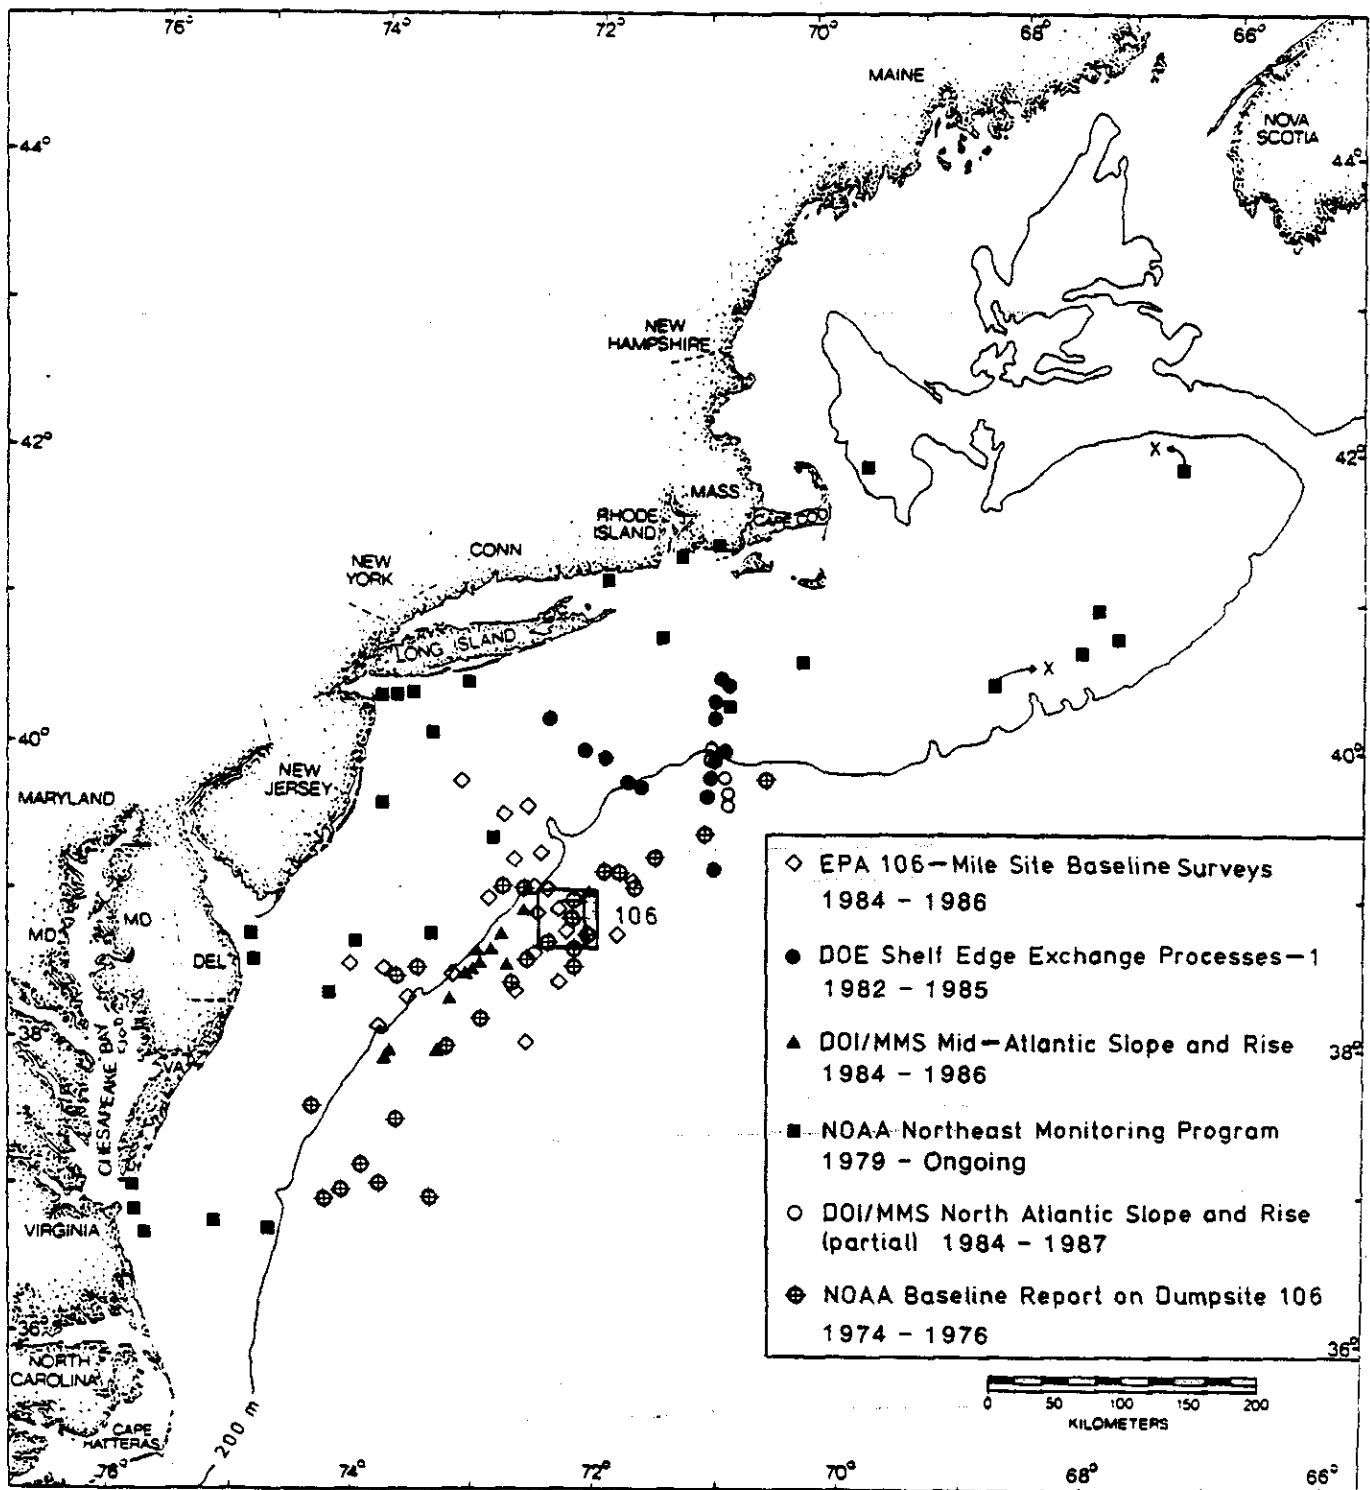 76° 74° 72° 70° 68° 66°
MAINE
NOVA
SCOTIA
44° 44°
NEW
HAMPSHIRE
42° 42°
X
MASS
CAPE COD
RHODE
ISLAND
CONN
NEW
YORK
LONG ISLAND
X
40° 40°
NEW
JERSEY
MARYLAND
MD
MD
DEL
106
38° 38°
CHESAPEAKE BAY
VA
VIRGINIA
36° 36°
NORTH
CAROLINA
CAPE
HATTERAS
200 m
EPA 106-Mile Site Baseline Surveys
1984 - 1986
DOE Shelf Edge Exchange Processes-1
1982 - 1985
DOI/MMS Mid-Atlantic Slope and Rise
1984 - 1986
NOAA Northeast Monitoring Program
1979 - Ongoing
DOI/MMS North Atlantic Slope and Rise
(partial) 1984 - 1987
NOAA Baseline Report on Dumpsite 106
1974 - 1976
0 50 100 150 200
KILOMETERS
76° 74° 72° 70° 68° 66°